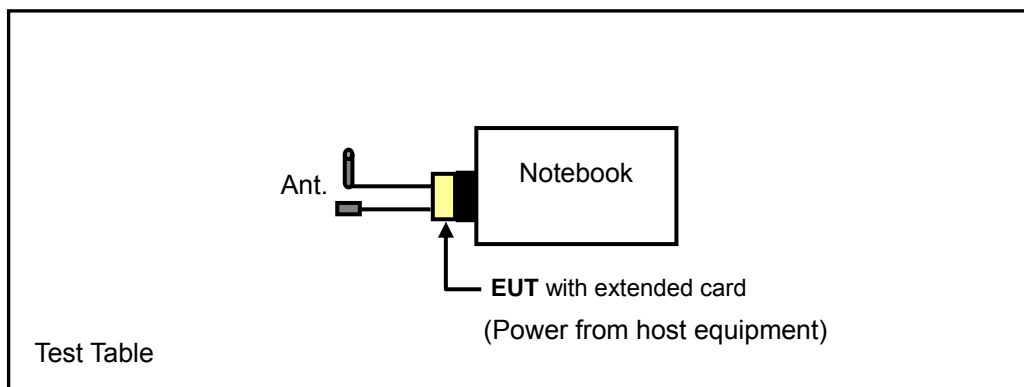 Notebook
Ant.
EUT with extended card
(Power from host equipment)
Test Table